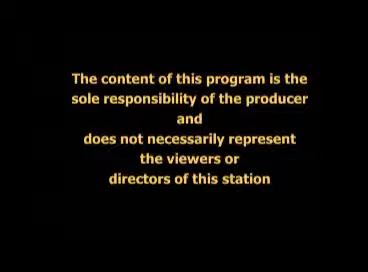 The content of this program is the
sole responsibility of the producer
and
does not necessarily represent
the viewers or
directors of this station